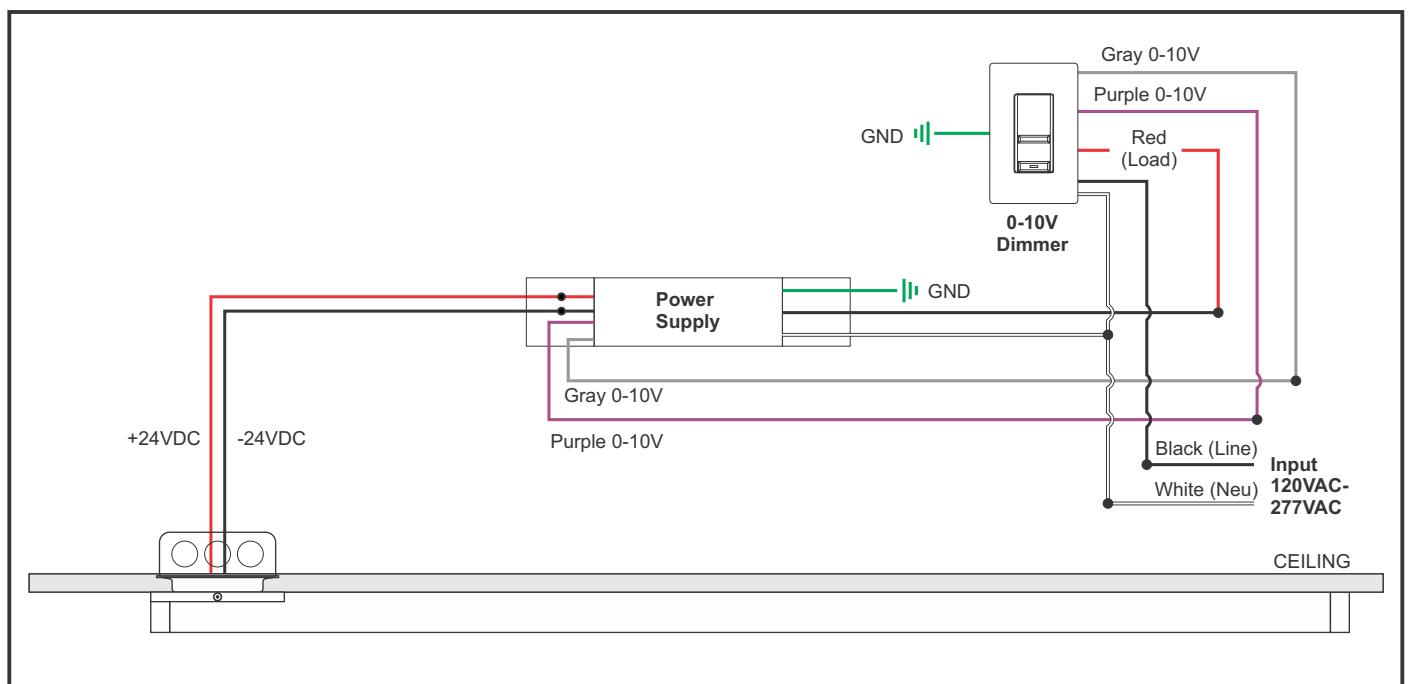 Gray 0-10V
Purple 0-10V
Red
(Load)
GND
0-10V
Dimmer
Power
Supply
GND
Gray 0-10V
Purple 0-10V
+24VDC
-24VDC
Black (Line)
White (Neu)
Input
120VAC-
277VAC
CEILING